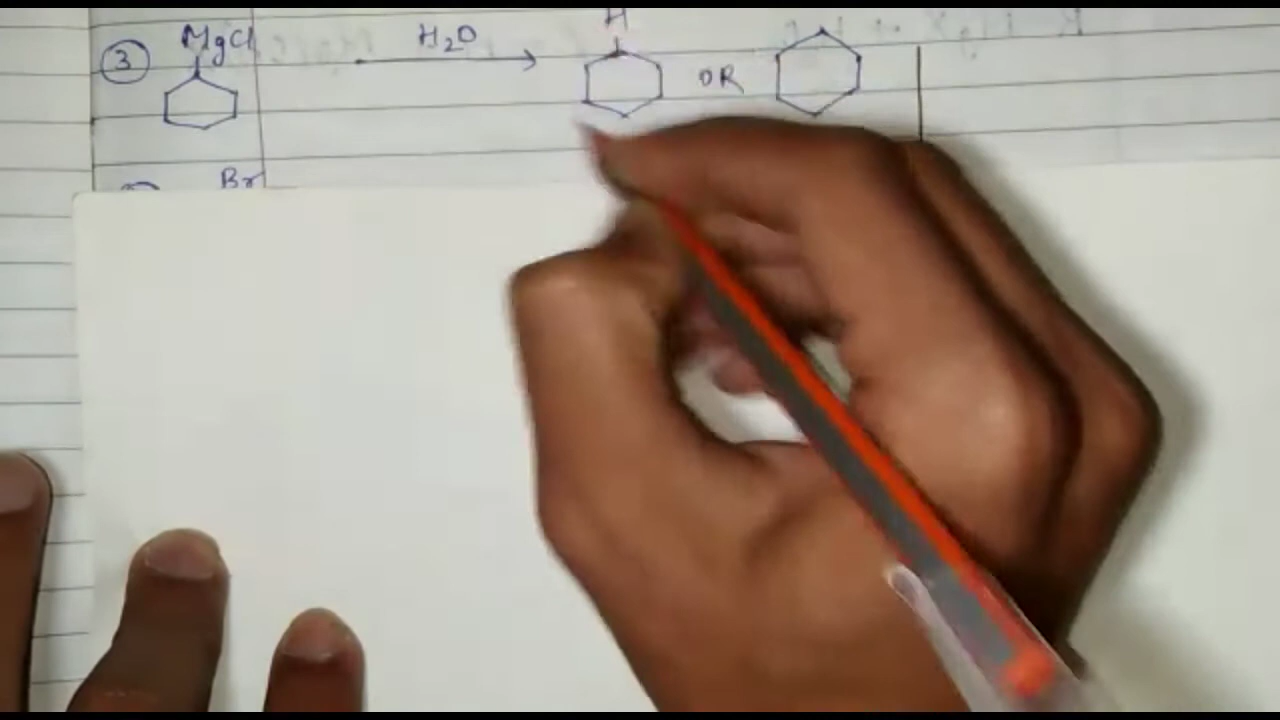 H
③ MgCl H₂O OR
Br